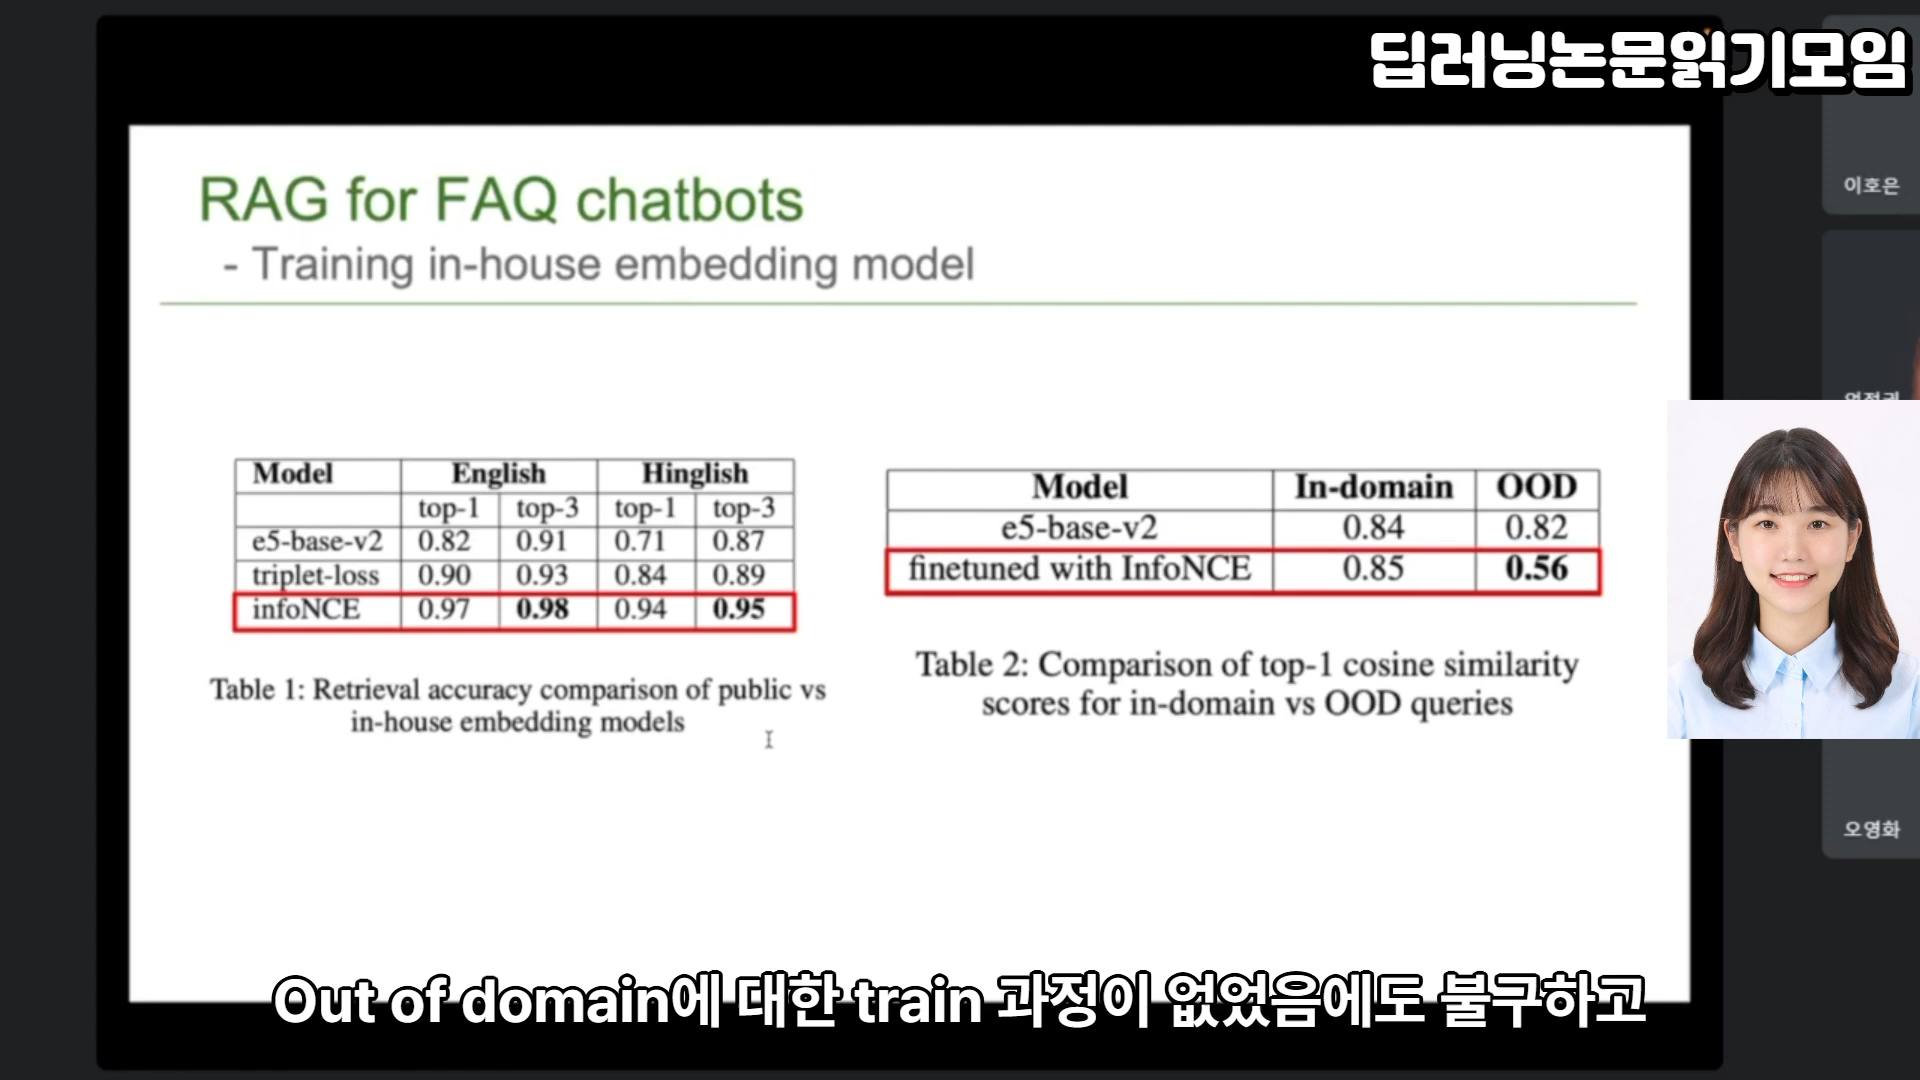 딥러닝논문읽기모임
이호은
RAG for FAQ chatbots
- Training in-house embedding model
Model English Hinglish
top-1 top-3 top-1 top-3
e5-base-v2 0.82 0.91 0.71 0.87
triplet-loss 0.90 0.93 0.84 0.89
infoNCE 0.97 0.98 0.94 0.95
Table 1: Retrieval accuracy comparison of public vs
in-house embedding models
Model In-domain OOD
e5-base-v2 0.84 0.82
finetuned with InfoNCE 0.85 0.56
Table 2: Comparison of top-1 cosine similarity
scores for in-domain vs OOD queries
오영화
Out of domain에 대한 train 과정이 없었음에도 불구하고